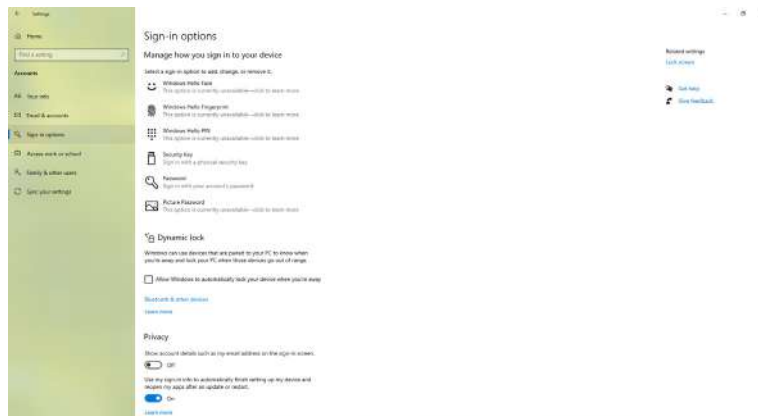 Settings
Home
Find a setting
Accounts
Your info
Email & accounts
Sign-in options
Access work or school
Family & other users
Sync your settings
Sign-in options
Manage how you sign in to your device
Select a sign-in option to add, change, or remove it.
Windows Hello Face
This option is currently unavailable—click to learn more
Windows Hello Fingerprint
This option is currently unavailable—click to learn more
Windows Hello PIN
This option is currently unavailable—click to learn more
Security Key
Sign in with a physical security key
Password
Sign in with your account's password
Picture Password
This option is currently unavailable—click to learn more
Dynamic lock
Windows can use devices that are paired to your PC to know when
you're away and lock your PC when those devices go out of range.
Allow Windows to automatically lock your device when you're away
Bluetooth & other devices
Learn more
Privacy
Show account details such as my email address on the sign-in screen.
Off
Use my sign-in info to automatically finish setting up my device and
reopen my apps after an update or restart.
On
Learn more
Related settings
Lock screen
Get help
Give feedback